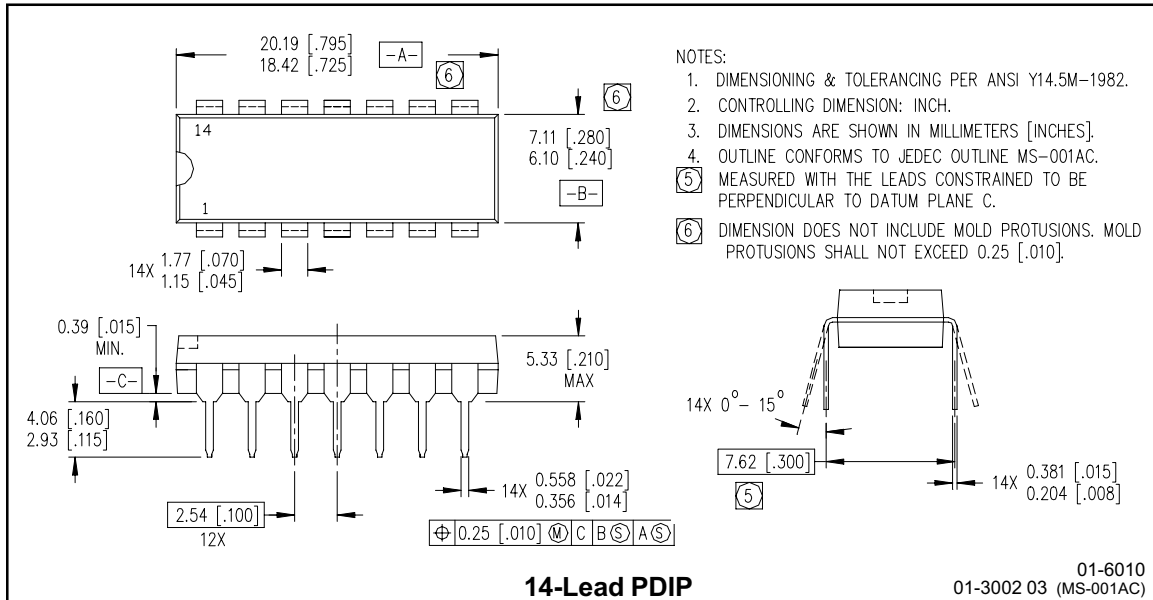 20.19 [.795]
18.42 [.725]
-A-
6
6
14
1
7.11 [.280]
6.10 [.240]
-B-
14X 1.77 [.070]
1.15 [.045]
NOTES:
1. DIMENSIONING & TOLERANCING PER ANSI Y14.5M-1982.
2. CONTROLLING DIMENSION: INCH.
3. DIMENSIONS ARE SHOWN IN MILLIMETERS [INCHES].
4. OUTLINE CONFORMS TO JEDEC OUTLINE MS-001AC.
5 MEASURED WITH THE LEADS CONSTRAINED TO BE
PERPENDICULAR TO DATUM PLANE C.
6 DIMENSION DOES NOT INCLUDE MOLD PROTUSIONS. MOLD
PROTUSIONS SHALL NOT EXCEED 0.25 [.010].
0.39 [.015]
MIN.
-C-
4.06 [.160]
2.93 [.115]
5.33 [.210]
MAX
2.54 [.100]
12X
14X 0.558 [.022]
0.356 [.014]
⌖ 0.25 [.010] Ⓜ C B Ⓢ A Ⓢ
14X 0°- 15°
7.62 [.300]
5
14X 0.381 [.015]
0.204 [.008]
14-Lead PDIP
01-6010
01-3002 03 (MS-001AC)